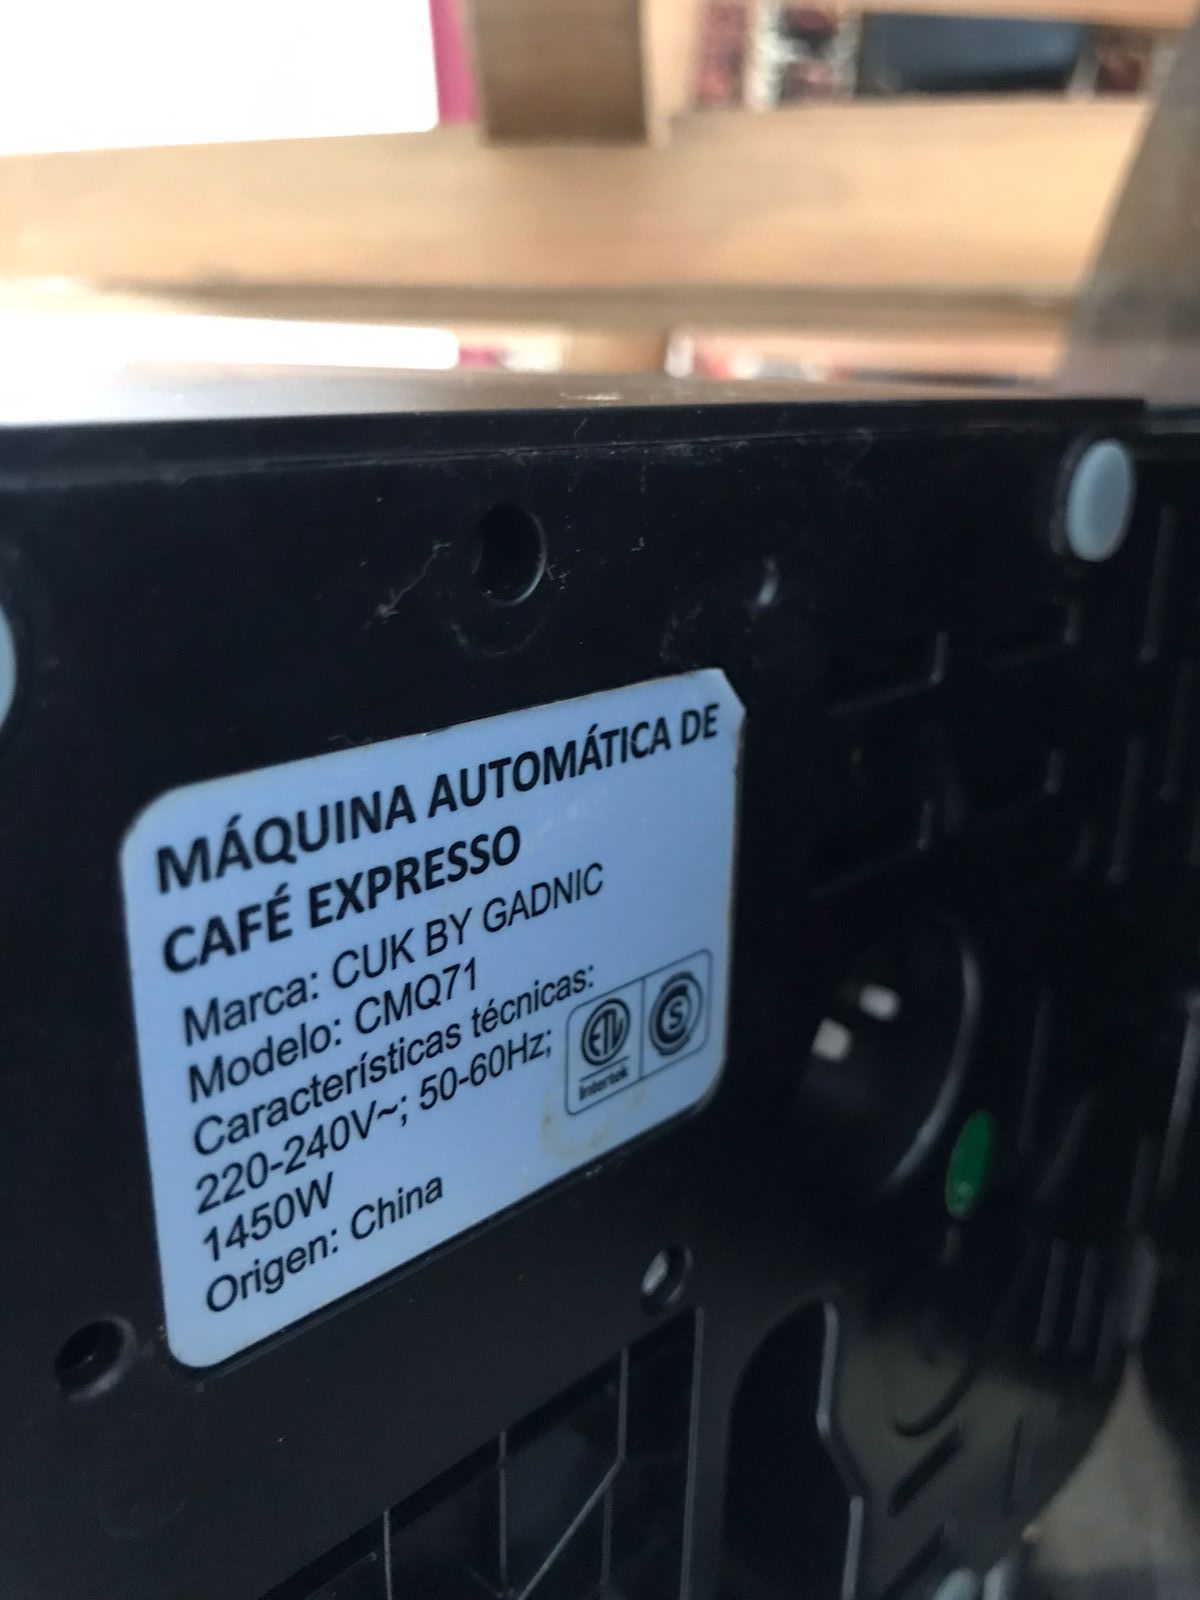 MÁQUINA AUTOMÁTICA DE
CAFÉ EXPRESSO
Marca: CUK BY GADNIC
Modelo: CMQ71
Características técnicas:
220-240V~; 50-60Hz;
1450W
Origen: China
ETL
Intertek
S